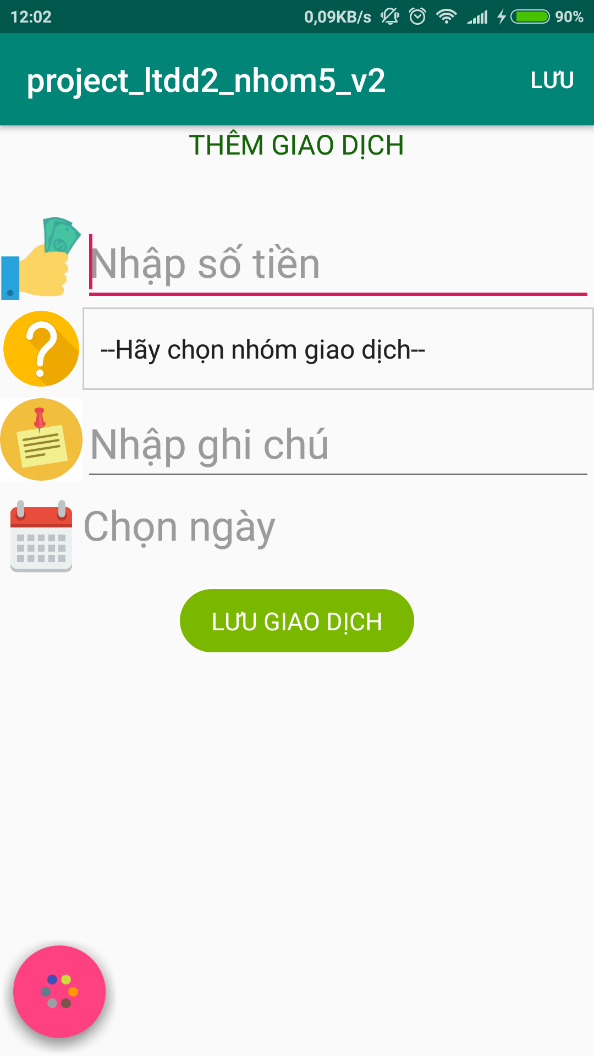 12:02 0,09KB/s 90%
project_ltdd2_nhom5_v2 LƯU
THÊM GIAO DỊCH
Nhập số tiền
--Hãy chọn nhóm giao dịch--
Nhập ghi chú
Chọn ngày
LƯU GIAO DỊCH